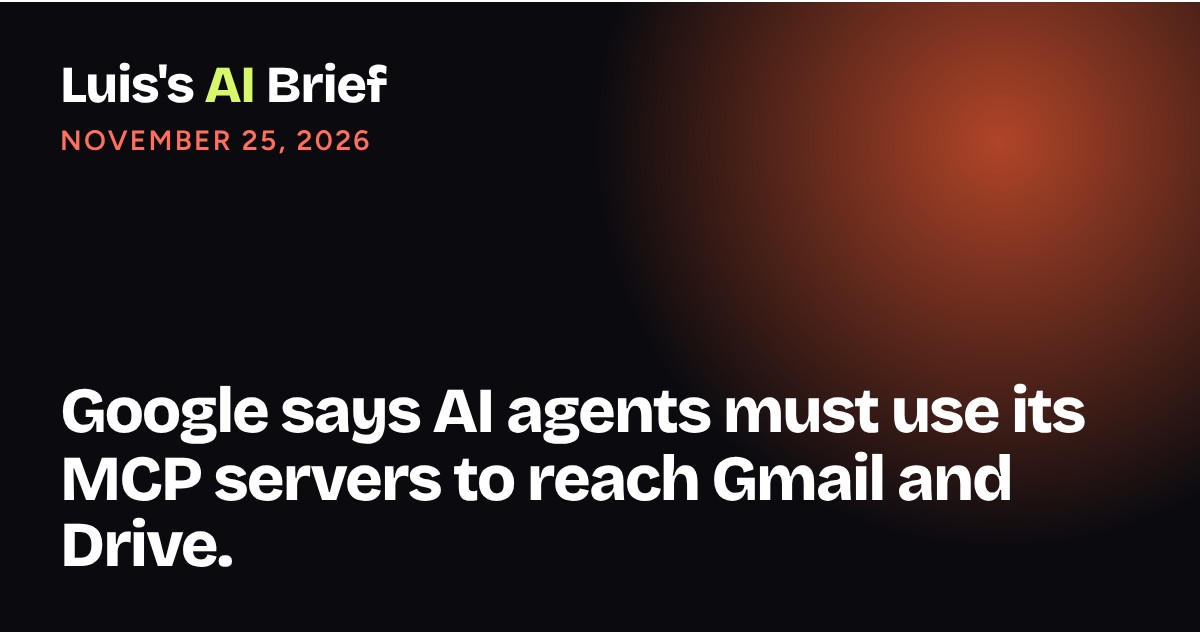 Luis's AI Brief
NOVEMBER 25, 2026
Google says AI agents must use its
MCP servers to reach Gmail and
Drive.